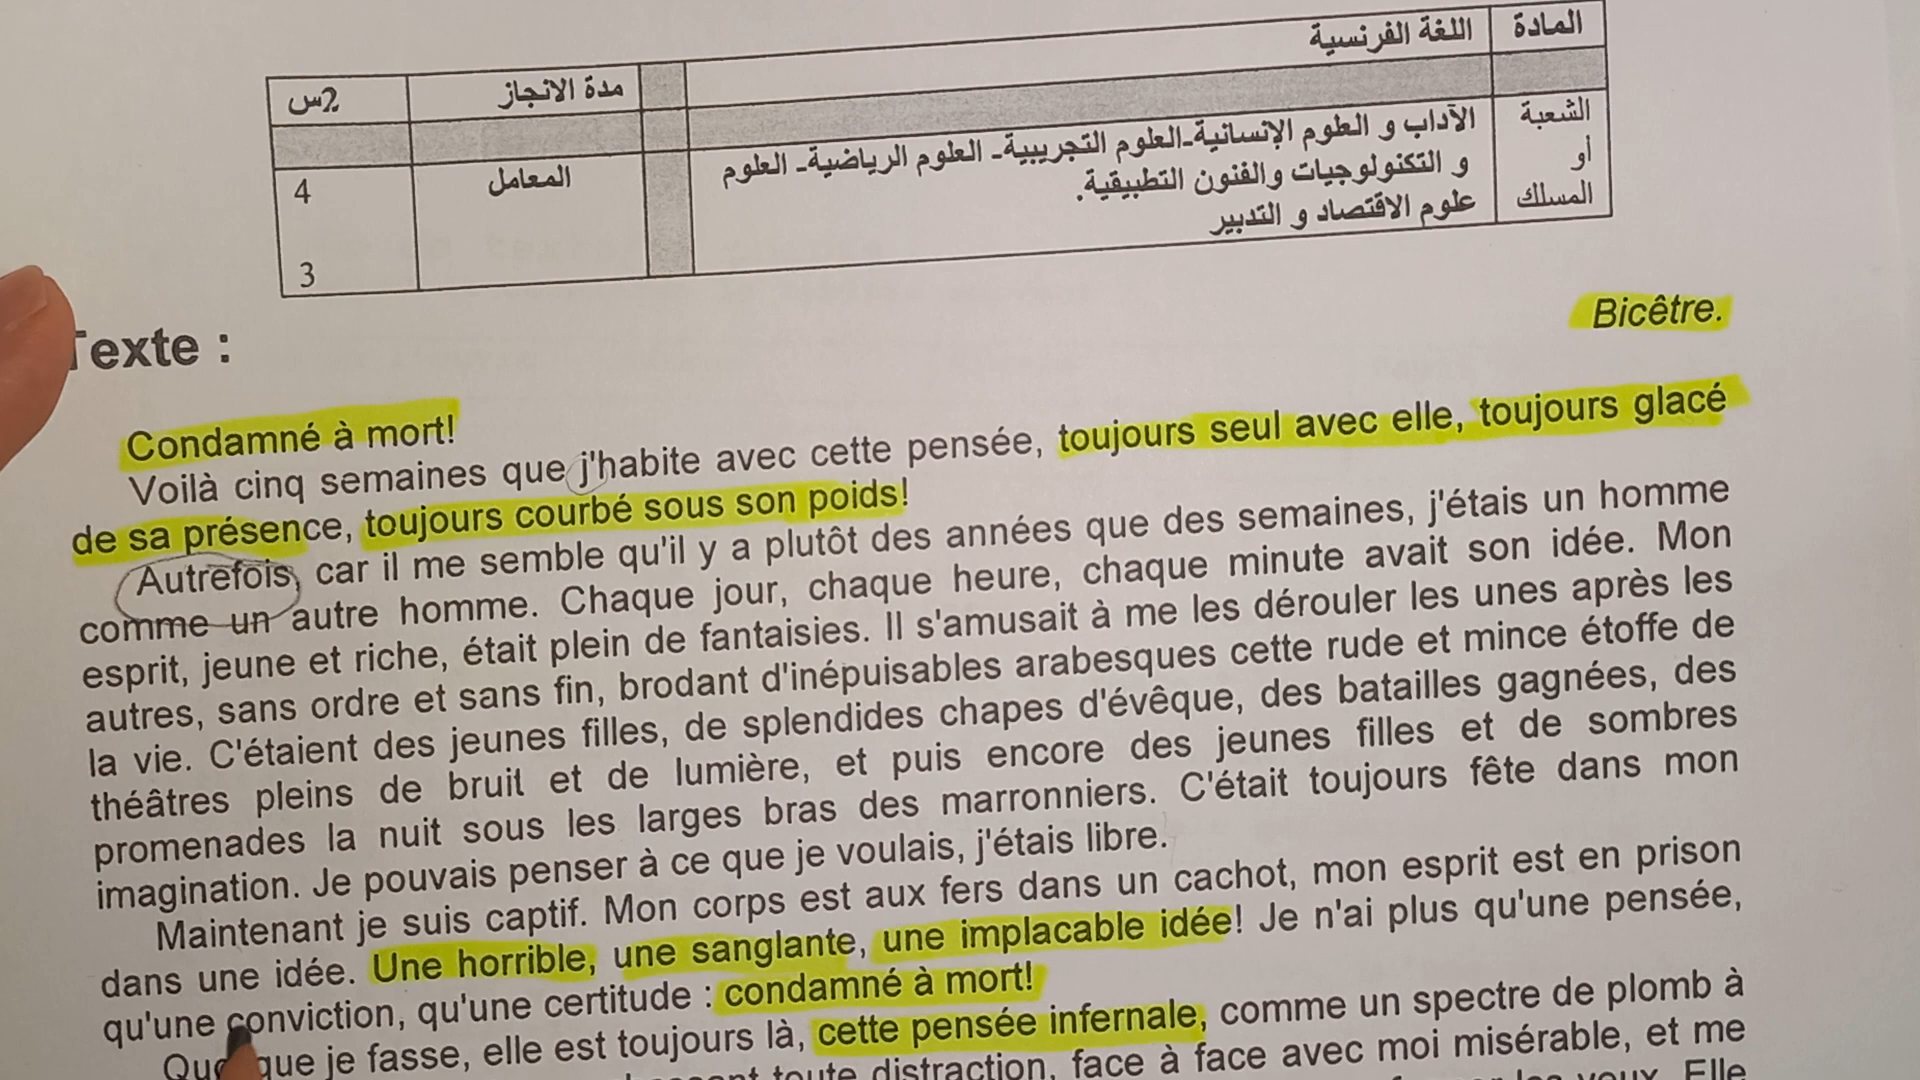 المادة اللغة الفرنسية
مدة الانجاز 2س
الشعبة أو المسلك
الآداب و العلوم الإنسانية-العلوم التجريبية- العلوم الرياضية- العلوم
و التكنولوجيات والفنون التطبيقية.
علوم الاقتصاد و التدبير
المعامل 4
3
Bicêtre.
Texte :
Condamné à mort!
Voilà cinq semaines que j'habite avec cette pensée, toujours seul avec elle, toujours glacé
de sa présence, toujours courbé sous son poids!
Autrefois, car il me semble qu'il y a plutôt des années que des semaines, j'étais un homme
comme un autre homme. Chaque jour, chaque heure, chaque minute avait son idée. Mon
esprit, jeune et riche, était plein de fantaisies. Il s'amusait à me les dérouler les unes après les
autres, sans ordre et sans fin, brodant d'inépuisables arabesques cette rude et mince étoffe de
la vie. C'étaient des jeunes filles, de splendides chapes d'évêque, des batailles gagnées, des
théâtres pleins de bruit et de lumière, et puis encore des jeunes filles et de sombres
promenades la nuit sous les larges bras des marronniers. C'était toujours fête dans mon
imagination. Je pouvais penser à ce que je voulais, j'étais libre.
Maintenant je suis captif. Mon corps est aux fers dans un cachot, mon esprit est en prison
dans une idée. Une horrible, une sanglante, une implacable idée! Je n'ai plus qu'une pensée,
qu'une conviction, qu'une certitude : condamné à mort!
je fasse, elle est toujours là, cette pensée infernale, comme un spectre de plomb à
toute distraction, face à face avec moi misérable, et me
les yeux. Elle